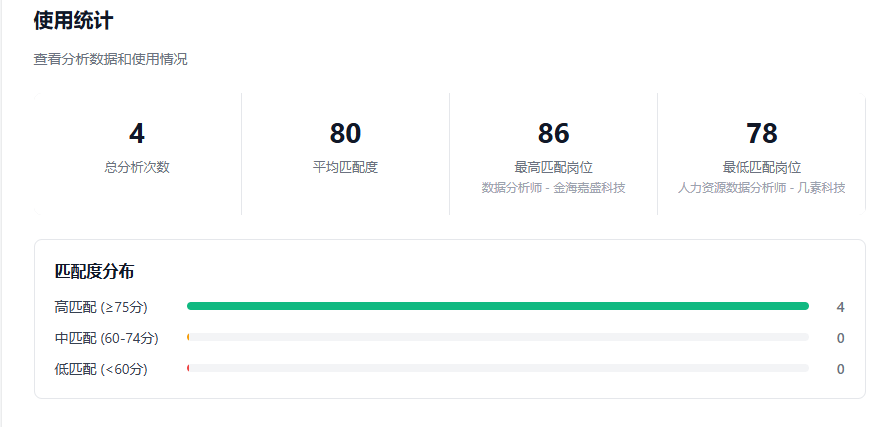 使用统计
查看分析数据和使用情况
4
总分析次数
80
平均匹配度
86
最高匹配岗位
数据分析师 - 金海嘉盛科技
78
最低匹配岗位
人力资源数据分析师 - 几素科技
匹配度分布
高匹配 (≥75分) 4
中匹配 (60-74分) 0
低匹配 (<60分) 0